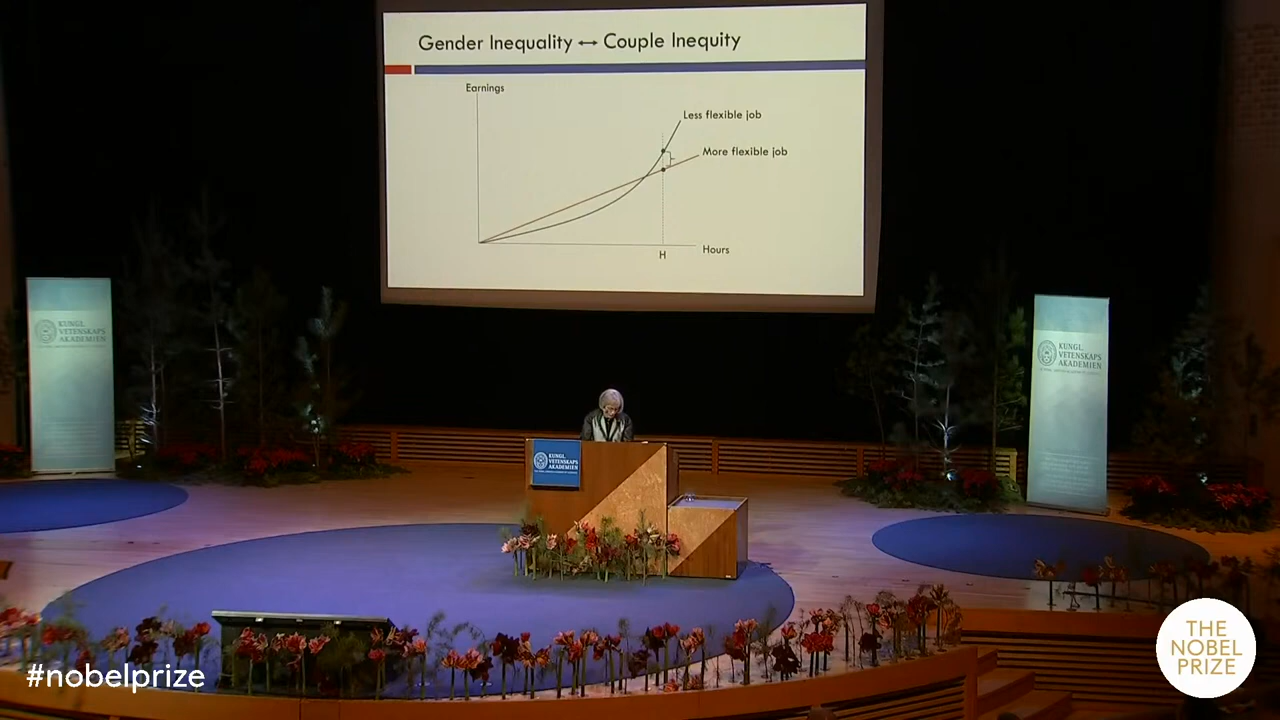 Gender Inequality ↔ Couple Inequity
Earnings
Less flexible job
More flexible job
Hours
H
KUNGL.
VETENSKAPS
AKADEMIEN
KUNGL.
VETENSKAPS
AKADEMIEN
KUNGL.
VETENSKAPS
AKADEMIEN
#nobelprize
THE
NOBEL
PRIZE